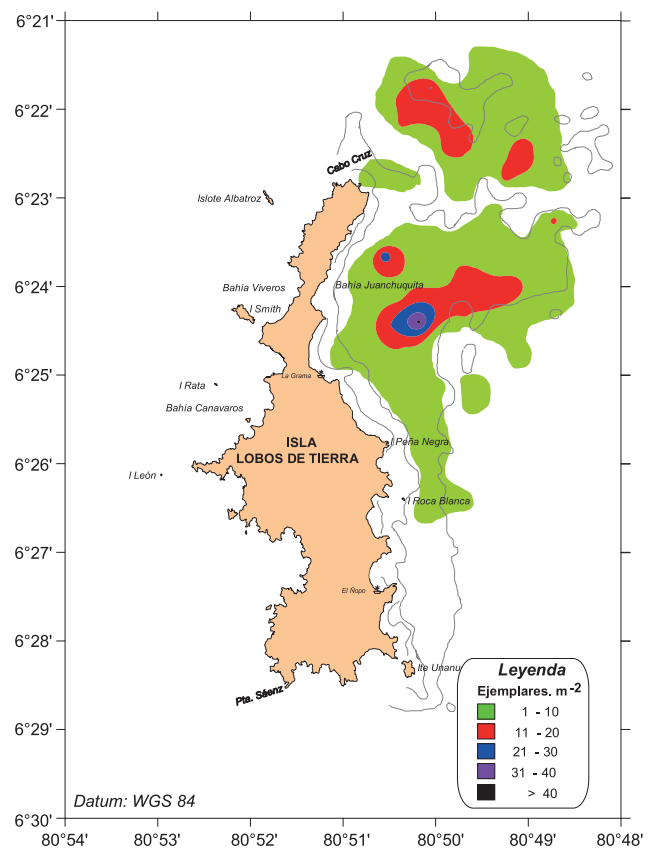 6°21'
6°22'
6°23'
6°24'
6°25'
6°26'
6°27'
6°28'
6°29'
6°30'
Cabo Cruz
Islote Albatroz
Bahía Viveros
Bahía Juanchuquita
I Smith
La Grama
I Rata
Bahía Canavaros
ISLA
LOBOS DE TIERRA
I Peña Negra
I León
I Roca Blanca
El Ñopo
Ite Unanu
Pta. Sáenz
Leyenda
Ejemplares. m-2
1 - 10
11 - 20
21 - 30
31 - 40
> 40
Datum: WGS 84
80°54' 80°53' 80°52' 80°51' 80°50' 80°49' 80°48'